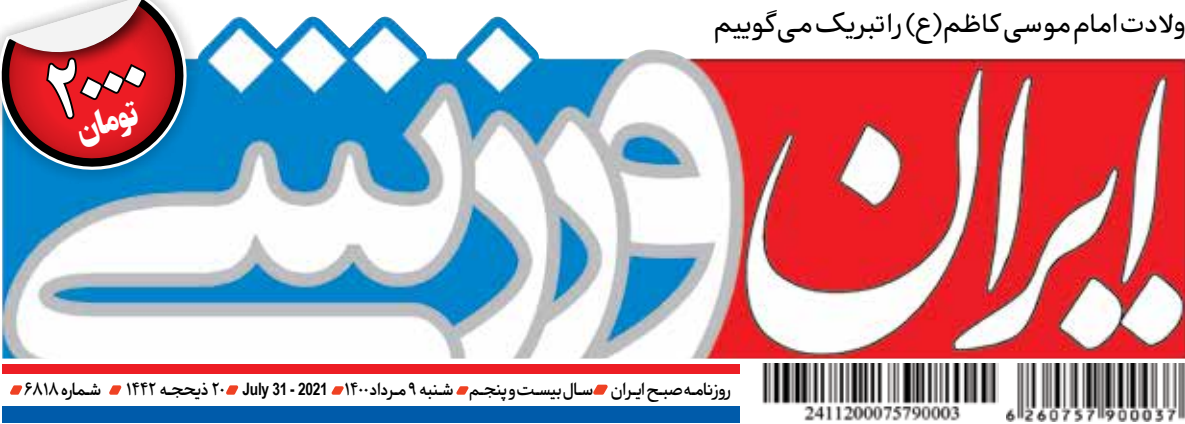 ولادت امام موسی کاظم (ع) را تبریک می‌گوییم
۲۰۰۰
تومان
ایران ورزشی
روزنامه صبح ایران سال بیست و پنجم شنبه ۹ مرداد ۱۴۰۰ 2021 - July 31 ۲۰ ذیحجه ۱۴۴۲ شماره ۶۸۱۸
2411200075790003
6 260757 900037